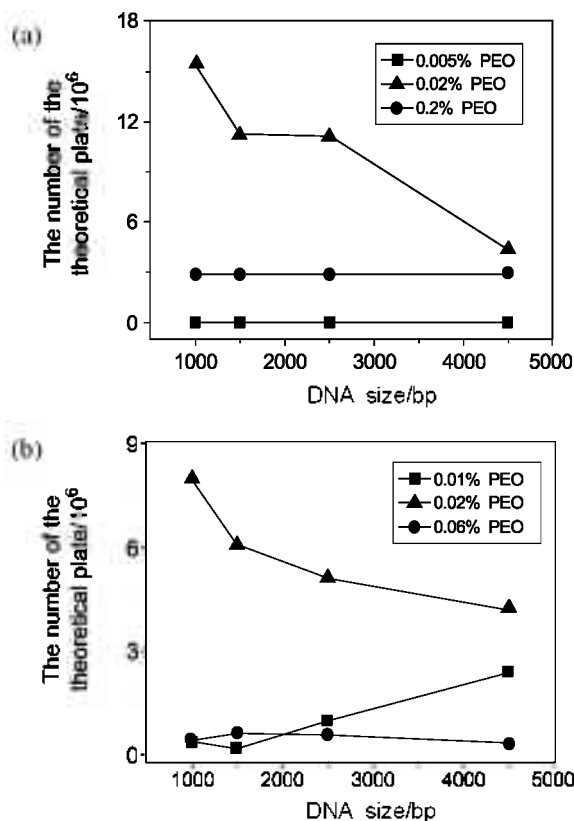 (a)
The number of the
theoretical plate/10^6
18
12
6
0
0.005% PEO
0.02% PEO
0.2% PEO
1000 2000 3000 4000 5000
DNA size/bp
(b)
The number of the
theoretical plate/10^6
9
6
3
0
0.01% PEO
0.02% PEO
0.06% PEO
1000 2000 3000 4000 5000
DNA size/bp